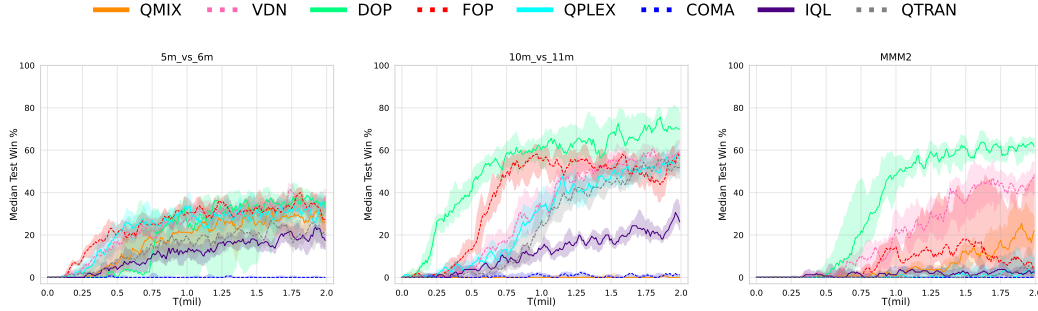 QMIX VDN DOP FOP QPLEX COMA IQL QTRAN
5m_vs_6m
Median Test Win %
100
80
60
40
20
0
0.0 0.25 0.5 0.75 1.0 1.25 1.5 1.75 2.0
T(mil)
10m_vs_11m
Median Test Win %
100
80
60
40
20
0
0.0 0.25 0.5 0.75 1.0 1.25 1.5 1.75 2.0
T(mil)
MMM2
Median Test Win %
100
80
60
40
20
0
0.0 0.25 0.5 0.75 1.0 1.25 1.5 1.75 2.0
T(mil)